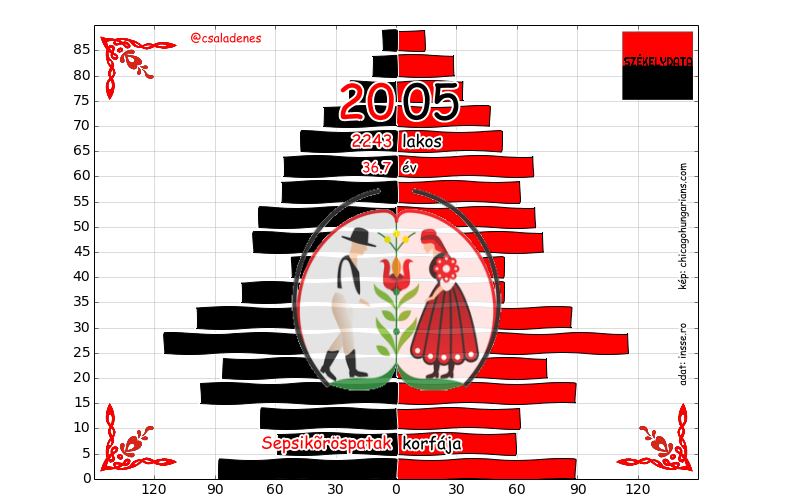 @csaladenes
SZÉKELYDATA
2005
2243 lakos
36.7 év
Sepsikőröspatak korfája
kép: chicagohungarians.com
adat: insse.ro
85
80
75
70
65
60
55
50
45
40
35
30
25
20
15
10
5
0
120 90 60 30 0 30 60 90 120